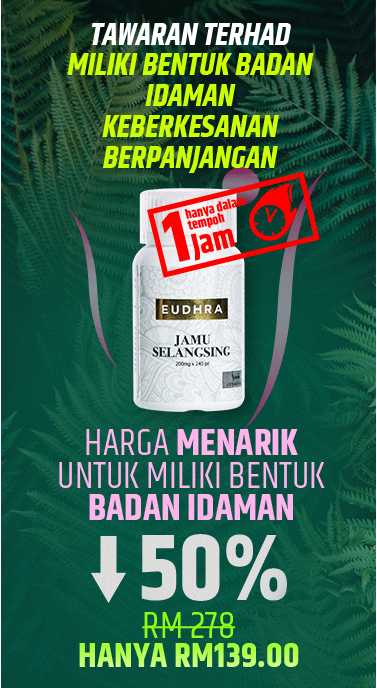 TAWARAN TERHAD
MILIKI BENTUK BADAN
IDAMAN
KEBERKESANAN
BERPANJANGAN
1 hanya dalam
tempoh
Jam
EUDHRA
JAMU
SELANGSING
200mg x 240 pil
HARGA MENARIK
UNTUK MILIKI BENTUK
BADAN IDAMAN
50%
RM 278
HANYA RM139.00